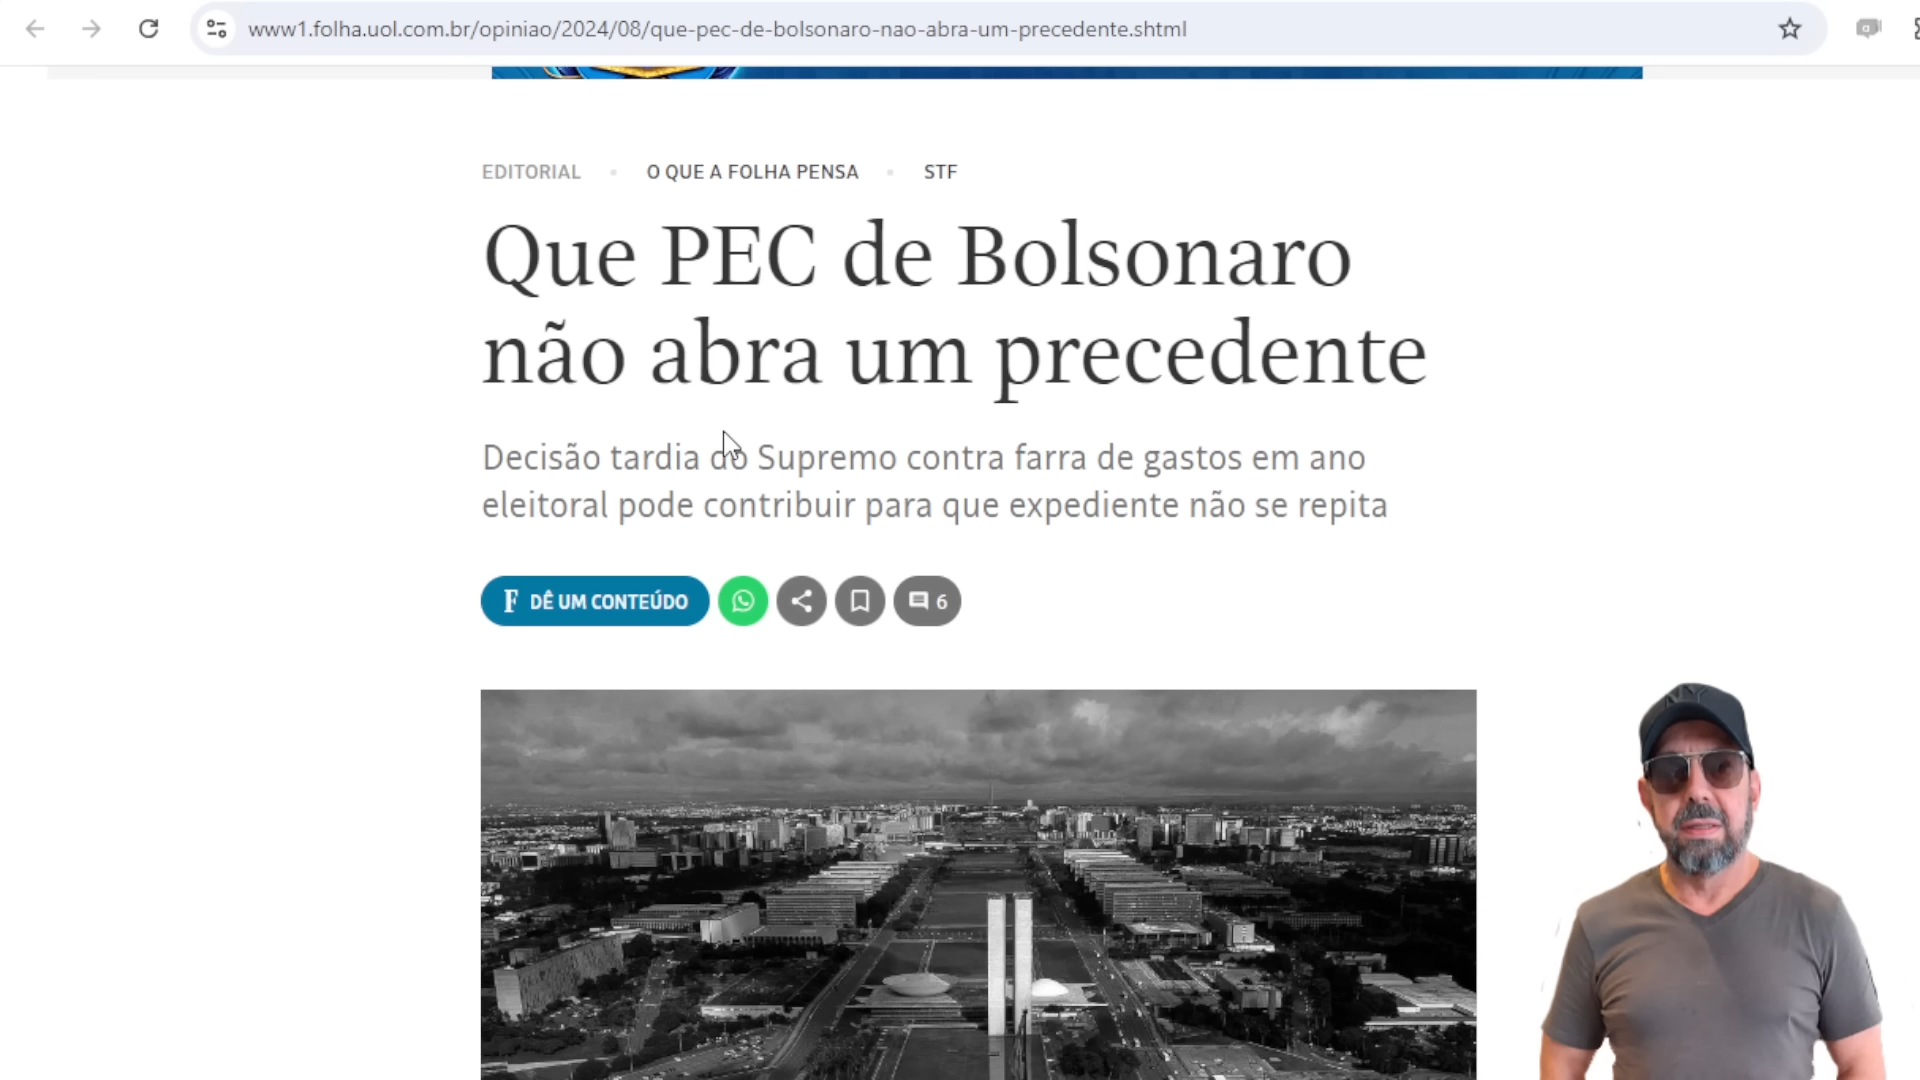 www1.folha.uol.com.br/opiniao/2024/08/que-pec-de-bolsonaro-nao-abra-um-precedente.shtml
EDITORIAL • O QUE A FOLHA PENSA • STF
Que PEC de Bolsonaro
não abra um precedente
Decisão tardia do Supremo contra farra de gastos em ano
eleitoral pode contribuir para que expediente não se repita
F DÊ UM CONTEÚDO 6
NY